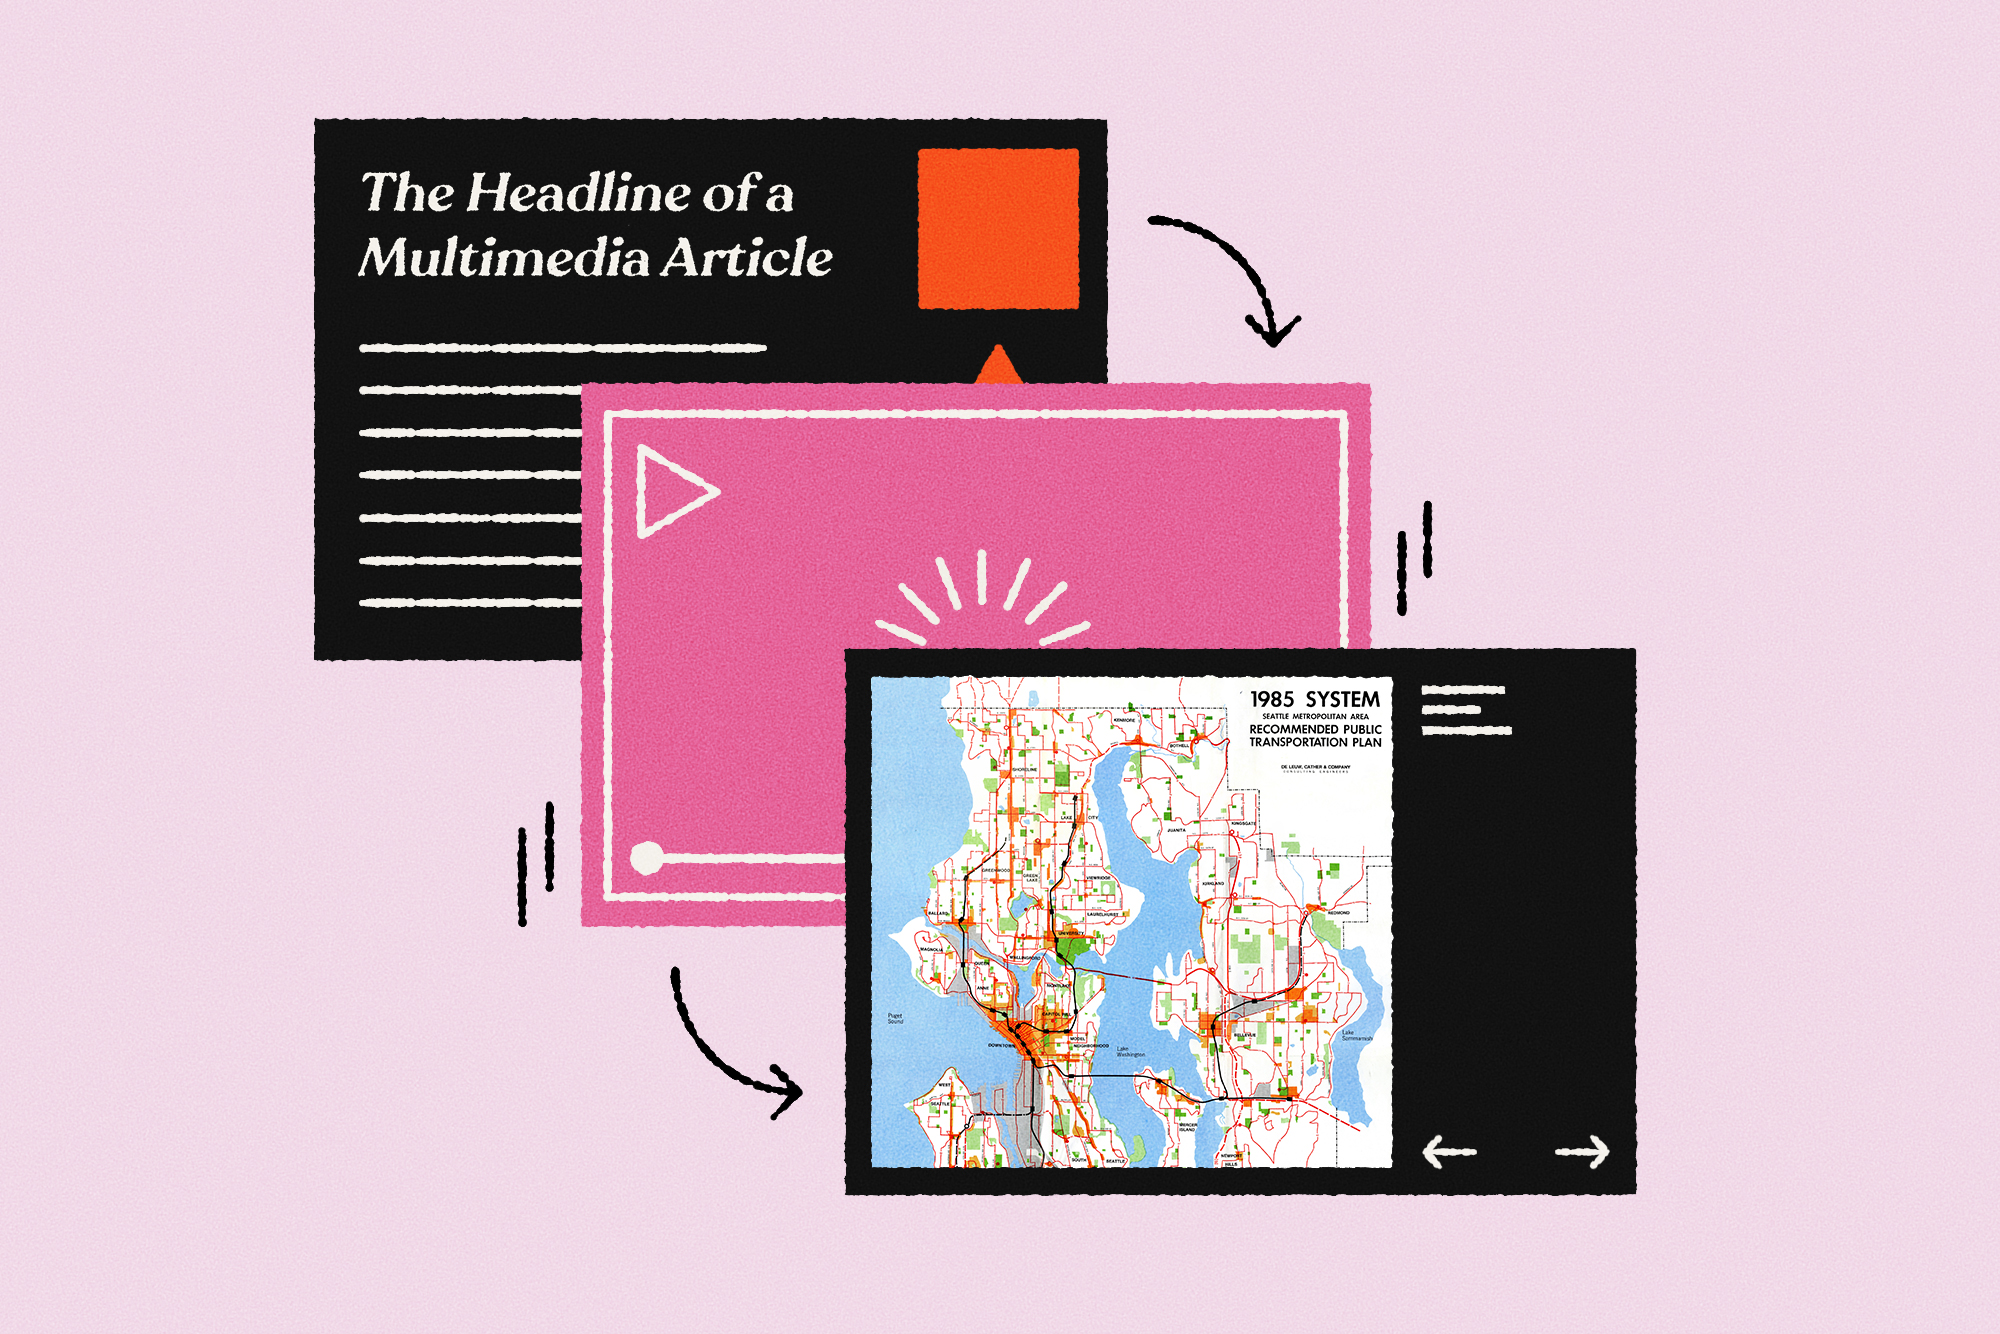 The Headline of a
Multimedia Article
1985 SYSTEM
SEATTLE METROPOLITAN AREA
RECOMMENDED PUBLIC
TRANSPORTATION PLAN
DE LEUW, CATHER & COMPANY
CONSULTING ENGINEERS
KENMORE
BOTHELL
SHORELINE
LAKE CITY
KINGSGATE
JUANITA
GREENWOOD
GREEN
LAKE
VIEWRIDGE
KIRKLAND
BALLARD
LAURELHURST
REDMOND
UNIVERSITY
MAGNOLIA
WALLINGFORD
QUEEN
ANNE
MONTLAKE
CAPITOL HILL
Puget
Sound
BELLEVUE
Lake
Sammamish
MODEL
NEIGHBORHOOD
DOWNTOWN
Lake
Washington
WEST
SEATTLE
MERCER
ISLAND
SOUTH SEATTLE
NEWPORT
HILLS